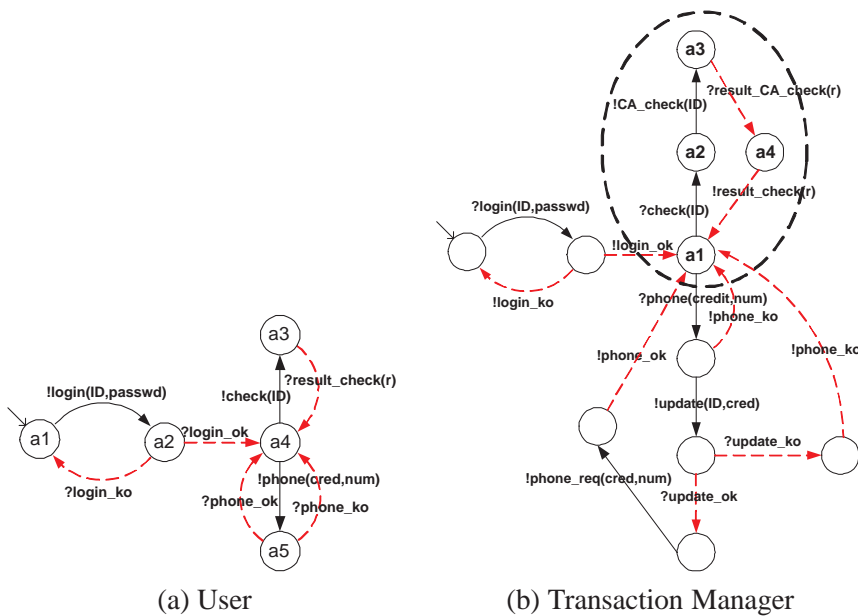 a3
?result_CA_check(r)
!CA_check(ID)
a2
a4
?login(ID,passwd)
?check(ID)
!result_check(r)
!login_ok
a1
!login_ko
?phone(credit,num)
!phone_ko
!phone_ok
!phone_ko
!update(ID,cred)
?update_ko
!phone_req(cred,num)
?update_ok
(b) Transaction Manager
a3
!login(ID,passwd)
!check(ID)
?result_check(r)
a1
a2
?login_ok
a4
?login_ko
!phone(cred,num)
?phone_ok
?phone_ko
a5
(a) User